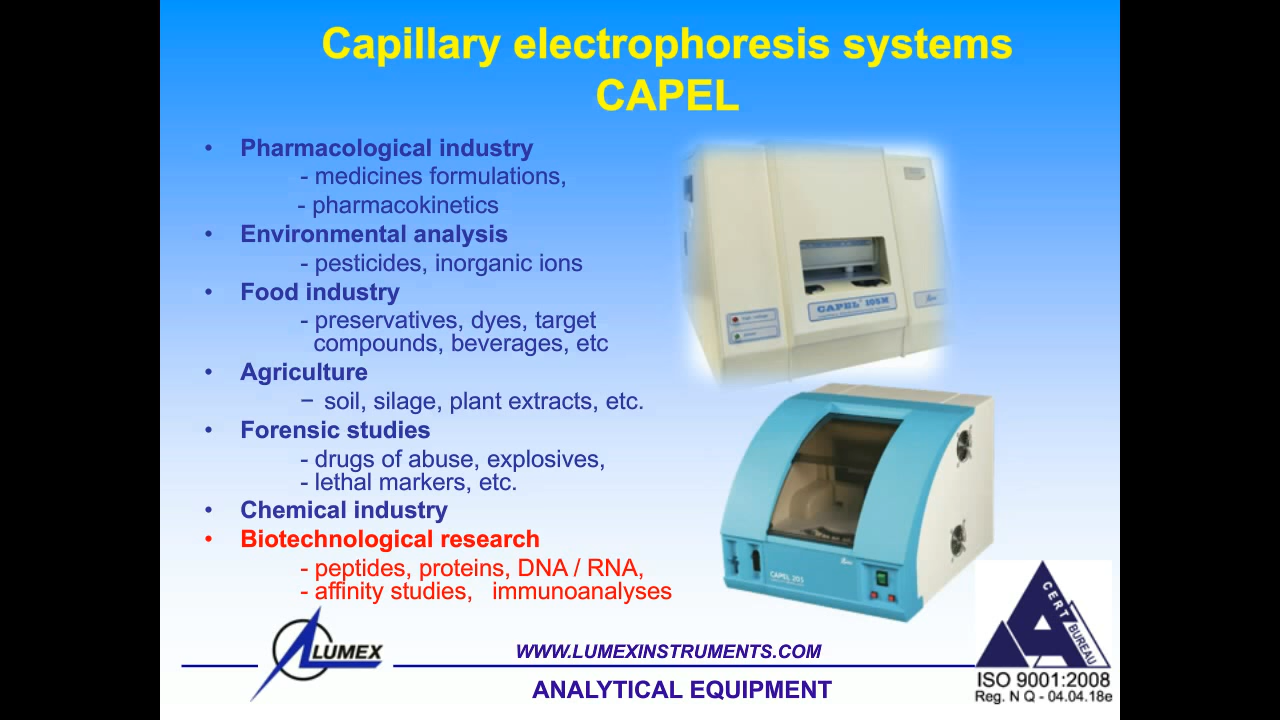 Capillary electrophoresis systems
CAPEL
• Pharmacological industry
- medicines formulations,
- pharmacokinetics
• Environmental analysis
- pesticides, inorganic ions
• Food industry
- preservatives, dyes, target
compounds, beverages, etc
• Agriculture
– soil, silage, plant extracts, etc.
• Forensic studies
- drugs of abuse, explosives,
- lethal markers, etc.
• Chemical industry
• Biotechnological research
- peptides, proteins, DNA / RNA,
- affinity studies, immunoanalyses
CAPEL® 105M
high voltage
power
CAPEL 205
LUMEX
WWW.LUMEXINSTRUMENTS.COM
ANALYTICAL EQUIPMENT
CERT
BUREAU
ISO 9001:2008
Reg. N Q - 04.04.18e